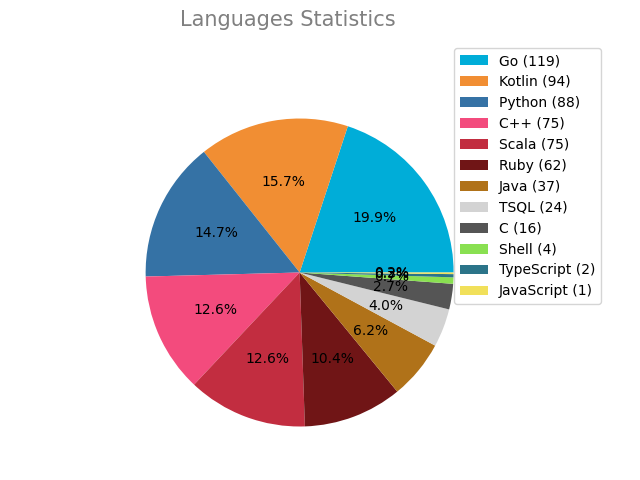 Languages Statistics
Go (119)
Kotlin (94)
Python (88)
C++ (75)
Scala (75)
Ruby (62)
Java (37)
TSQL (24)
C (16)
Shell (4)
TypeScript (2)
JavaScript (1)
15.7%
19.9%
14.7%
2.7%
4.0%
12.6%
6.2%
12.6%
10.4%